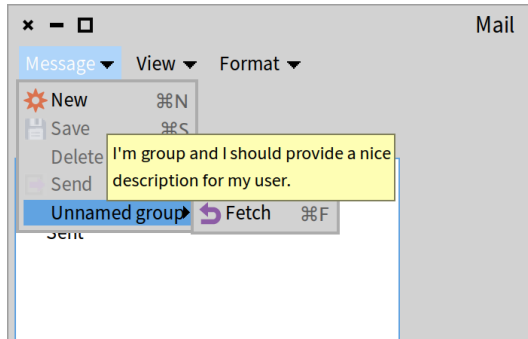 Mail
Message View Format
New ⌘N
Save ⌘S
Delete
I'm group and I should provide a nice
description for my user.
Send
Unnamed group
Fetch ⌘F
Sent